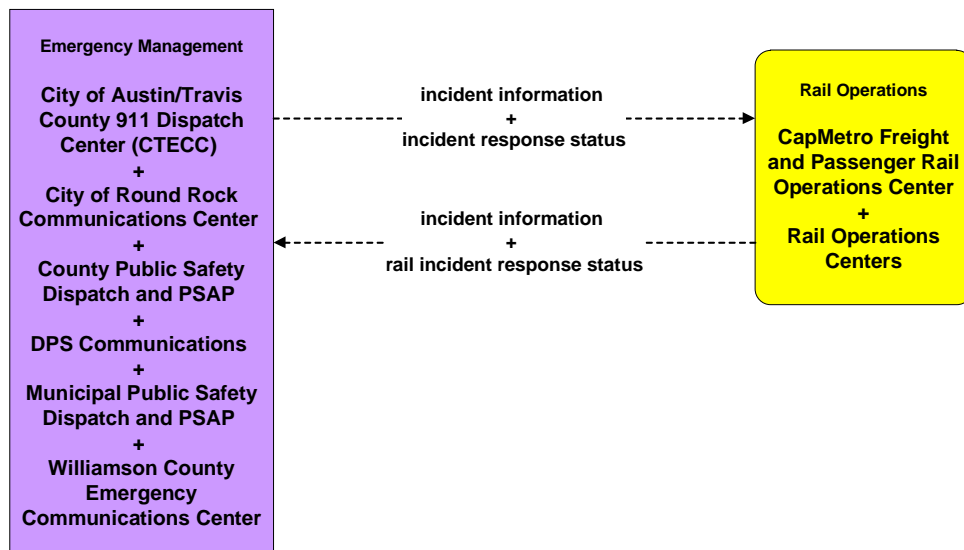 Emergency Management
City of Austin/Travis
County 911 Dispatch
Center (CTECC)
+
City of Round Rock
Communications Center
+
County Public Safety
Dispatch and PSAP
+
DPS Communications
+
Municipal Public Safety
Dispatch and PSAP
+
Williamson County
Emergency
Communications Center
incident information
+
incident response status
incident information
+
rail incident response status
Rail Operations
CapMetro Freight
and Passenger Rail
Operations Center
+
Rail Operations
Centers